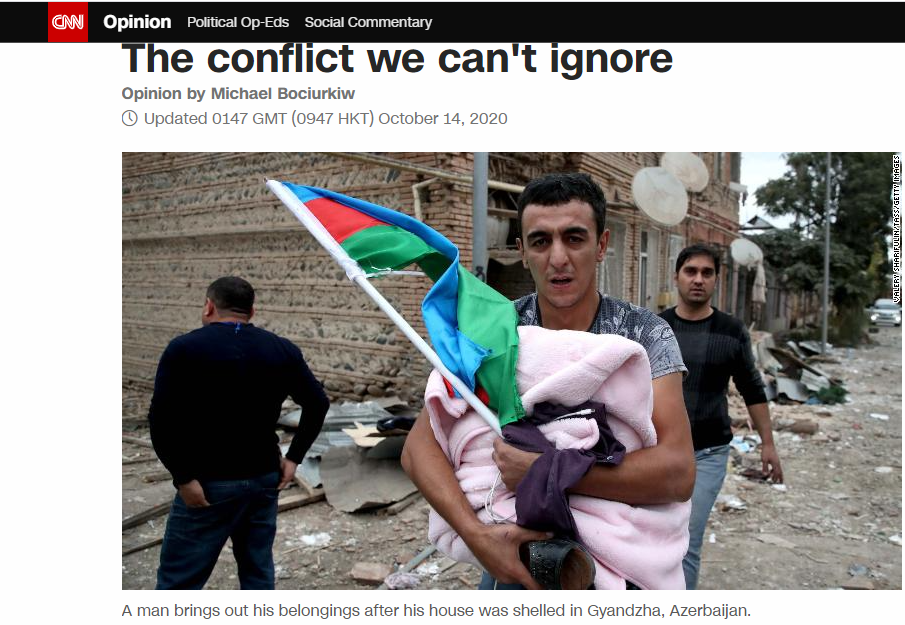 CNN Opinion Political Op-Eds Social Commentary
The conflict we can't ignore
Opinion by Michael Bociurkiw
Updated 0147 GMT (0947 HKT) October 14, 2020
VALERY SHARIFULIN/TASS/GETTY IMAGES
A man brings out his belongings after his house was shelled in Gyandzha, Azerbaijan.